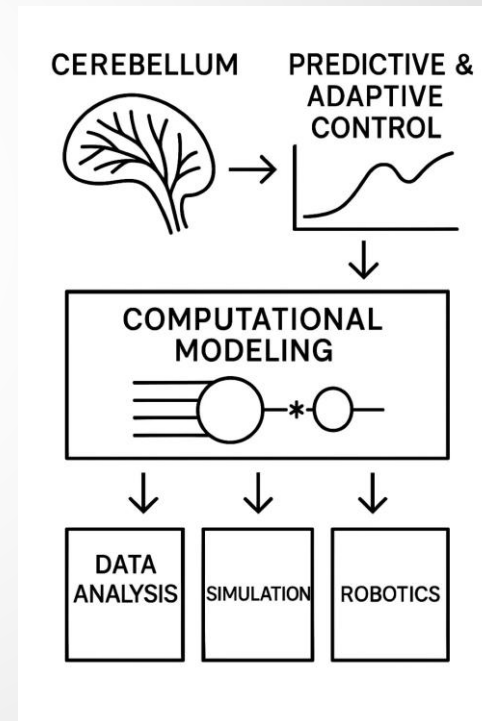 CEREBELLUM
PREDICTIVE &
ADAPTIVE
CONTROL
COMPUTATIONAL
MODELING
DATA
ANALYSIS
SIMULATION
ROBOTICS